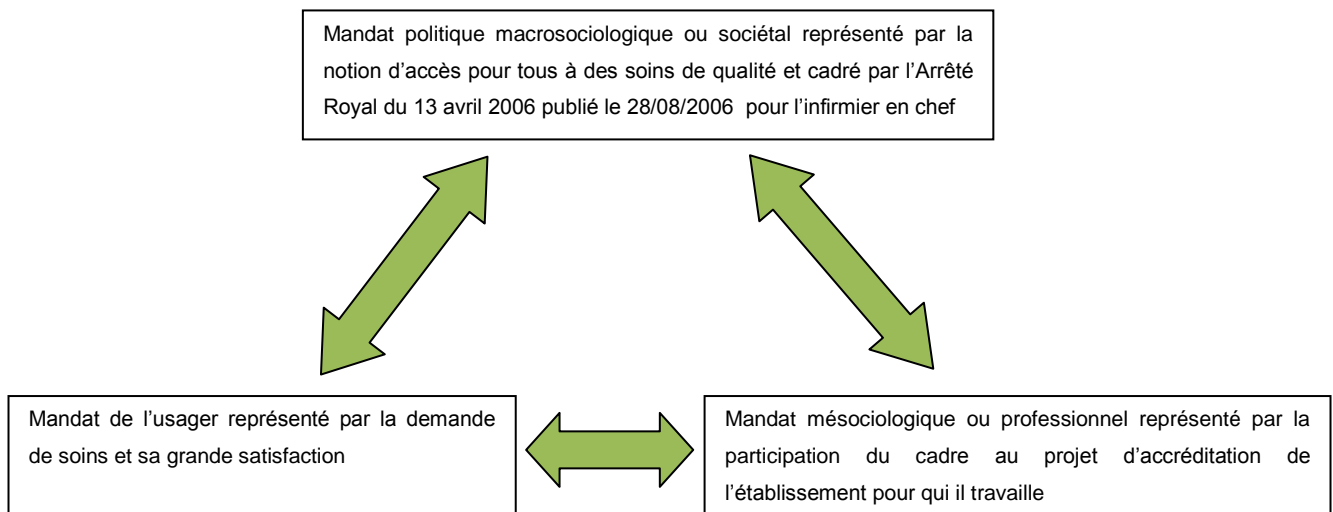 Mandat politique macrosociologique ou sociétal représenté par la
notion d'accès pour tous à des soins de qualité et cadré par l'Arrêté
Royal du 13 avril 2006 publié le 28/08/2006 pour l'infirmier en chef
Mandat de l'usager représenté par la demande
de soins et sa grande satisfaction
Mandat mésociologique ou professionnel représenté par la
participation du cadre au projet d'accréditation de
l'établissement pour qui il travaille